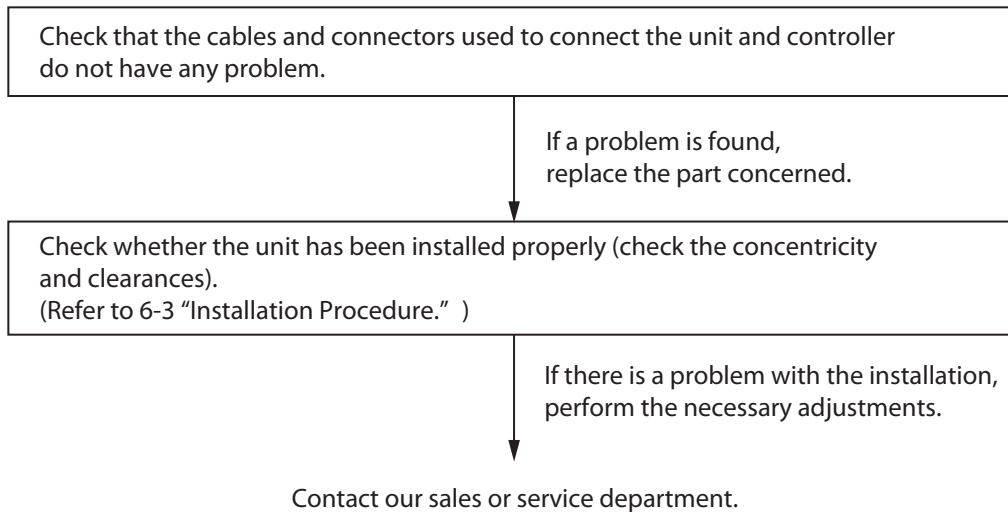 Check that the cables and connectors used to connect the unit and controller
do not have any problem.
If a problem is found,
replace the part concerned.
Check whether the unit has been installed properly (check the concentricity
and clearances).
(Refer to 6-3 “Installation Procedure.” )
If there is a problem with the installation,
perform the necessary adjustments.
Contact our sales or service department.